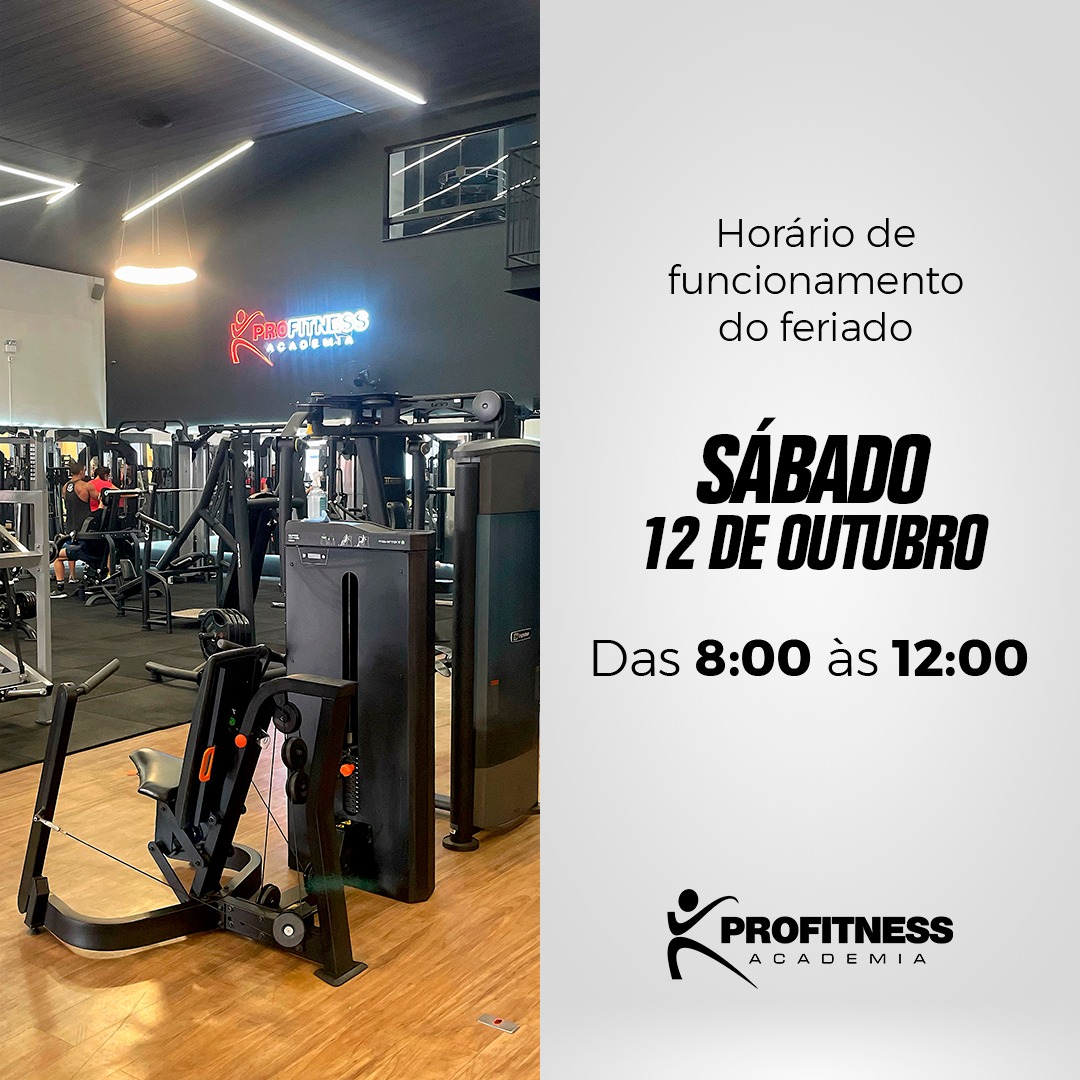 PROFITNESS
ACADEMIA
Horário de
funcionamento
do feriado
SÁBADO
12 DE OUTUBRO
Das 8:00 às 12:00
PROFITNESS
ACADEMIA